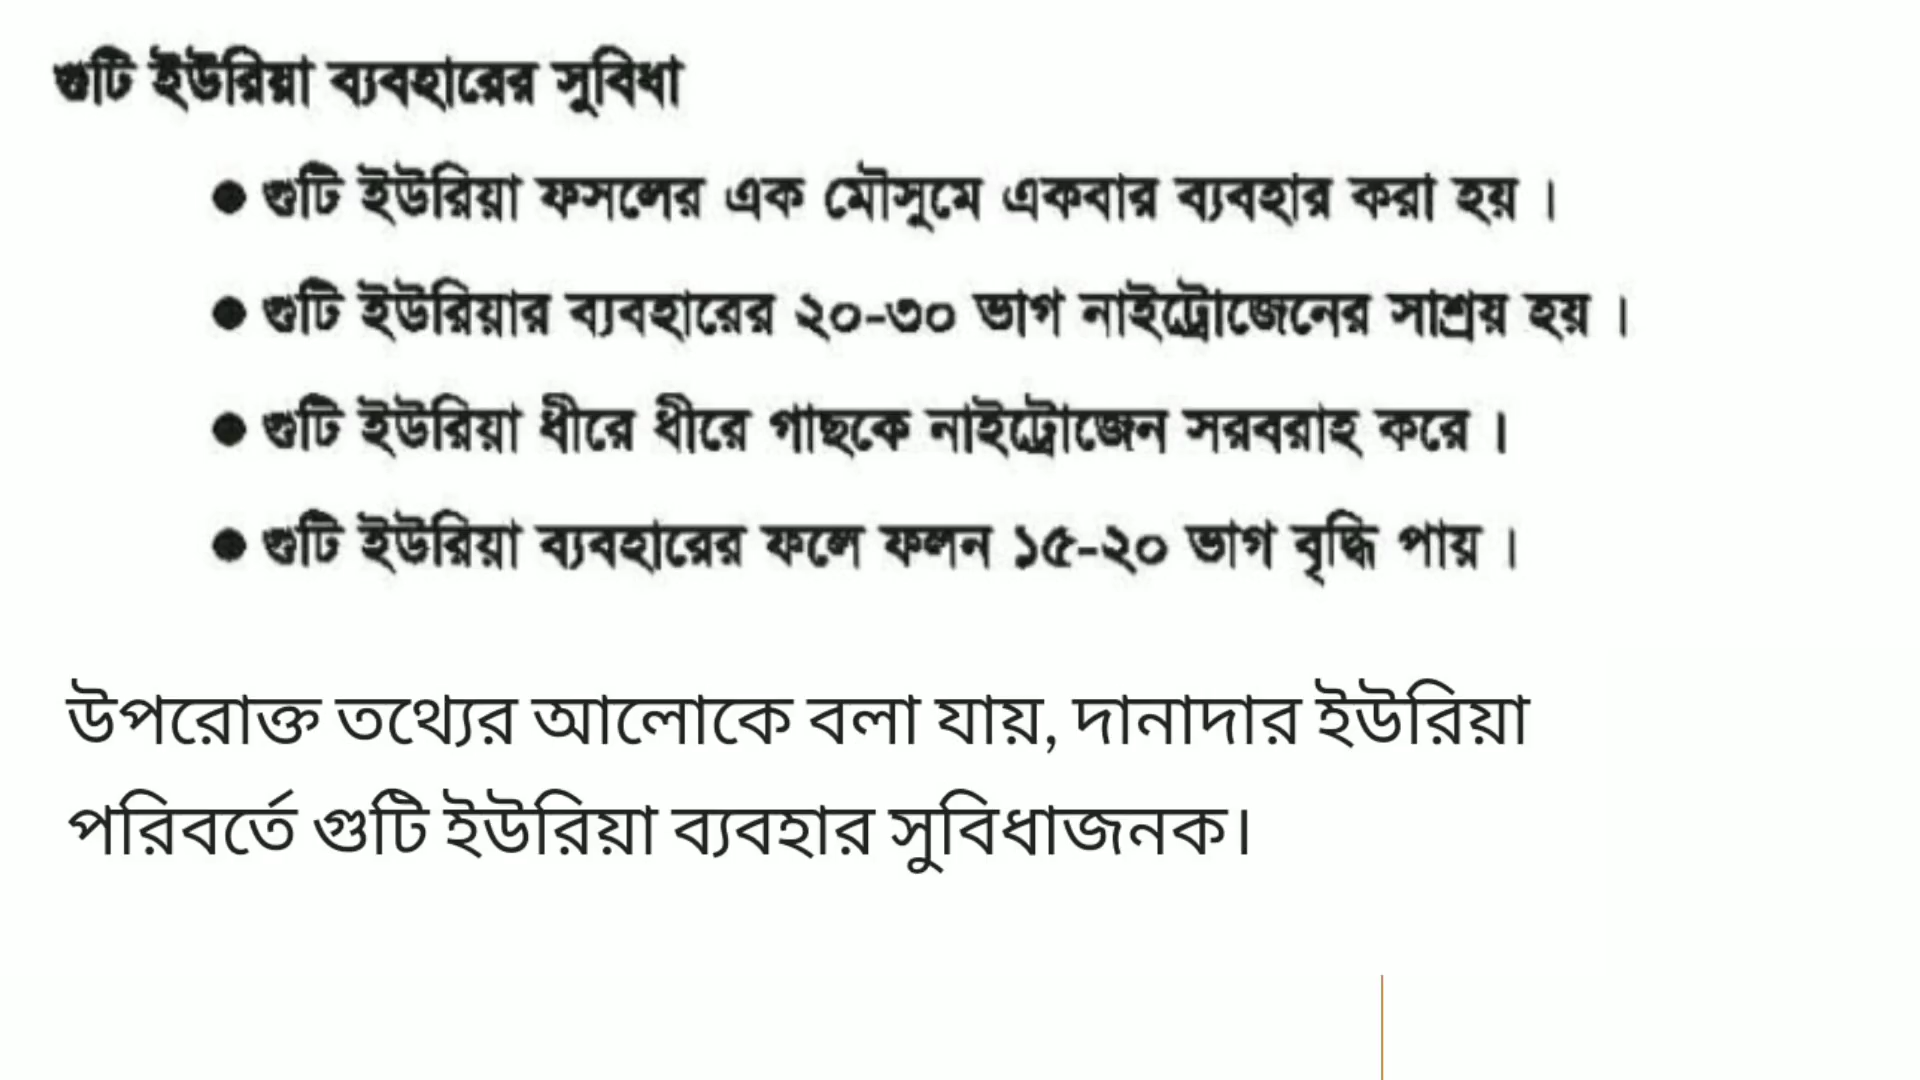 গুটি ইউরিয়া ব্যবহারের সুবিধা
● গুটি ইউরিয়া ফসলের এক মৌসুমে একবার ব্যবহার করা হয় ।
● গুটি ইউরিয়ার ব্যবহারের ২০-৩০ ভাগ নাইট্রোজেনের সাশ্রয় হয় ।
● গুটি ইউরিয়া ধীরে ধীরে গাছকে নাইট্রোজেন সরবরাহ করে ।
● গুটি ইউরিয়া ব্যবহারের ফলে ফলন ১৫-২০ ভাগ বৃদ্ধি পায় ।
উপরোক্ত তথ্যের আলোকে বলা যায়, দানাদার ইউরিয়া
পরিবর্তে গুটি ইউরিয়া ব্যবহার সুবিধাজনক।